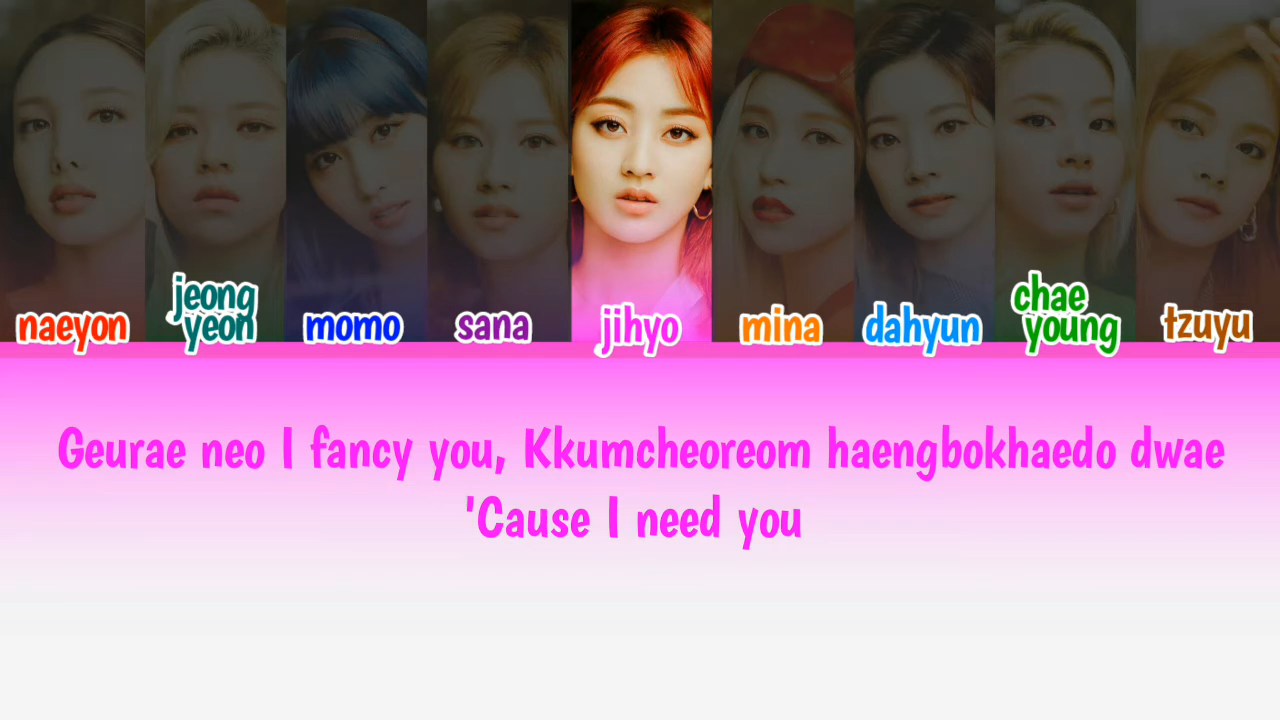 naeyon
jeong
yeon
momo
sana
jihyo
mina
dahyun
chae
young
tzuyu
Geurae neo I fancy you, Kkumcheoreom haengbokhaedo dwae
'Cause I need you